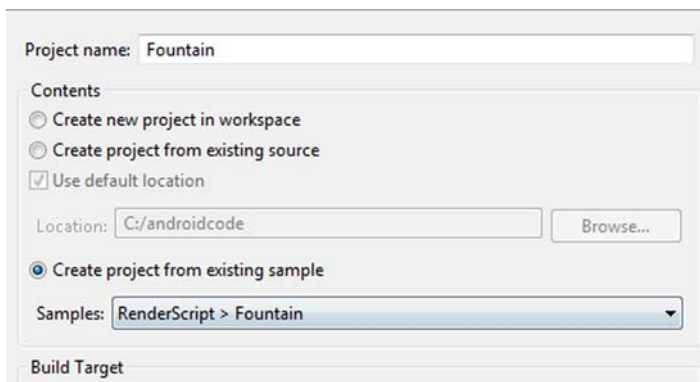 Project name: Fountain
Contents
Create new project in workspace
Create project from existing source
Use default location
Location: C:/androidcode Browse...
Create project from existing sample
Samples: RenderScript > Fountain
Build Target